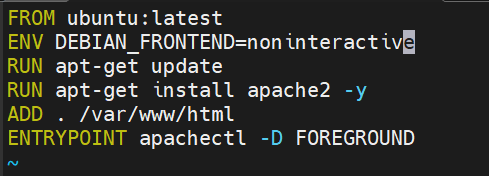 FROM ubuntu:latest
ENV DEBIAN_FRONTEND=noninteractive
RUN apt-get update
RUN apt-get install apache2 -y
ADD . /var/www/html
ENTRYPOINT apachectl -D FOREGROUND
~